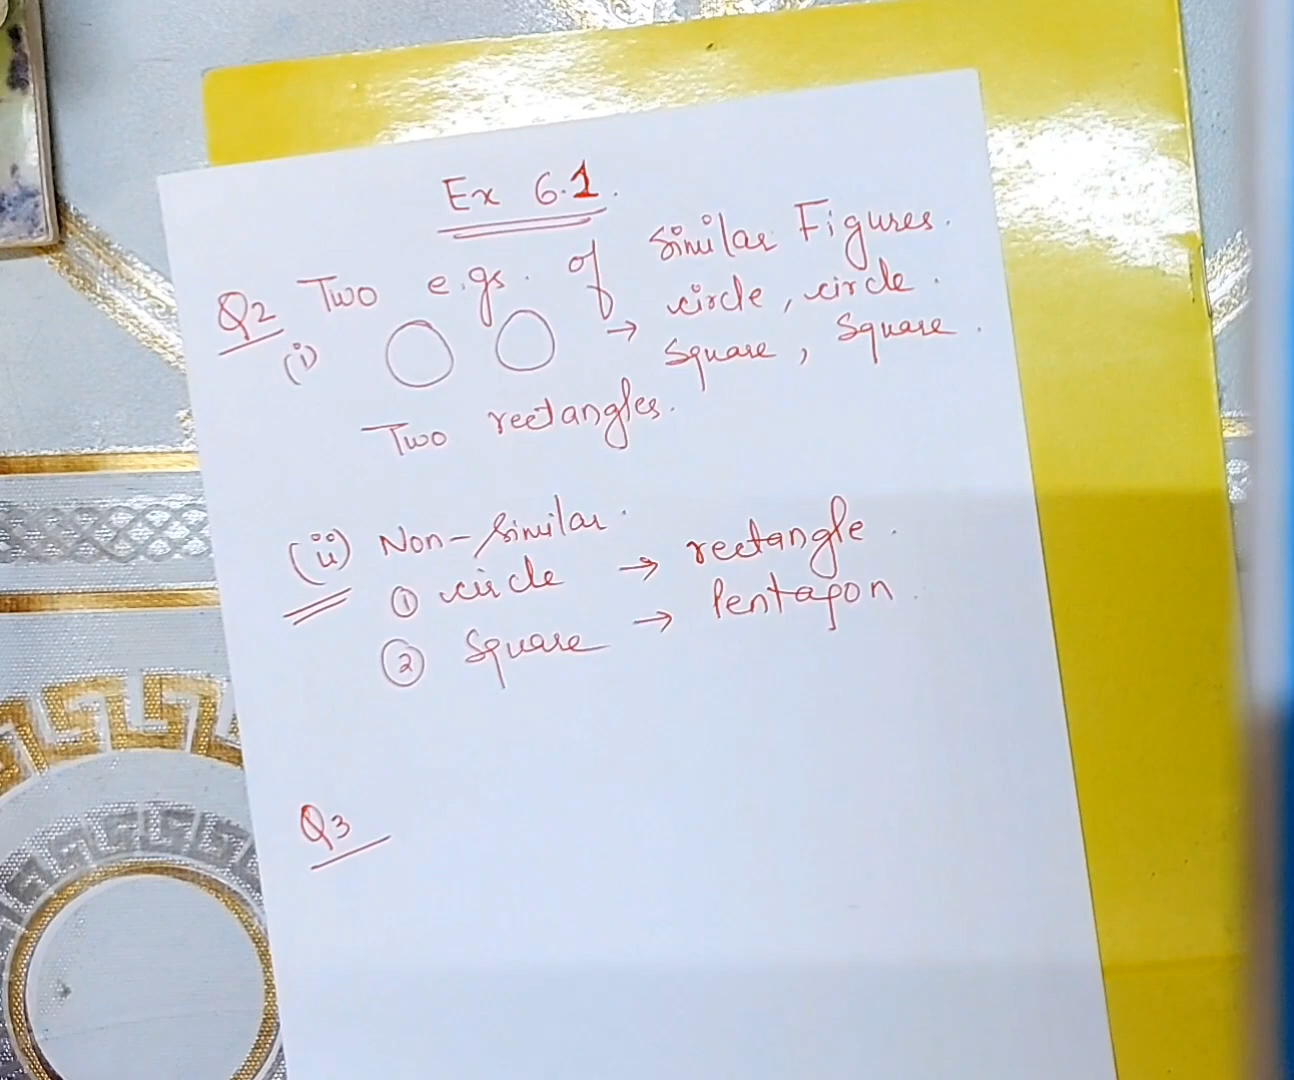 Ex 6.1.
Q2 Two e.gs. of similar Figures.
(i) → circle, circle.
Square, Square.
Two rectangles.
(ii) Non-similar.
① circle → rectangle.
② Square → Pentagon.
Q3